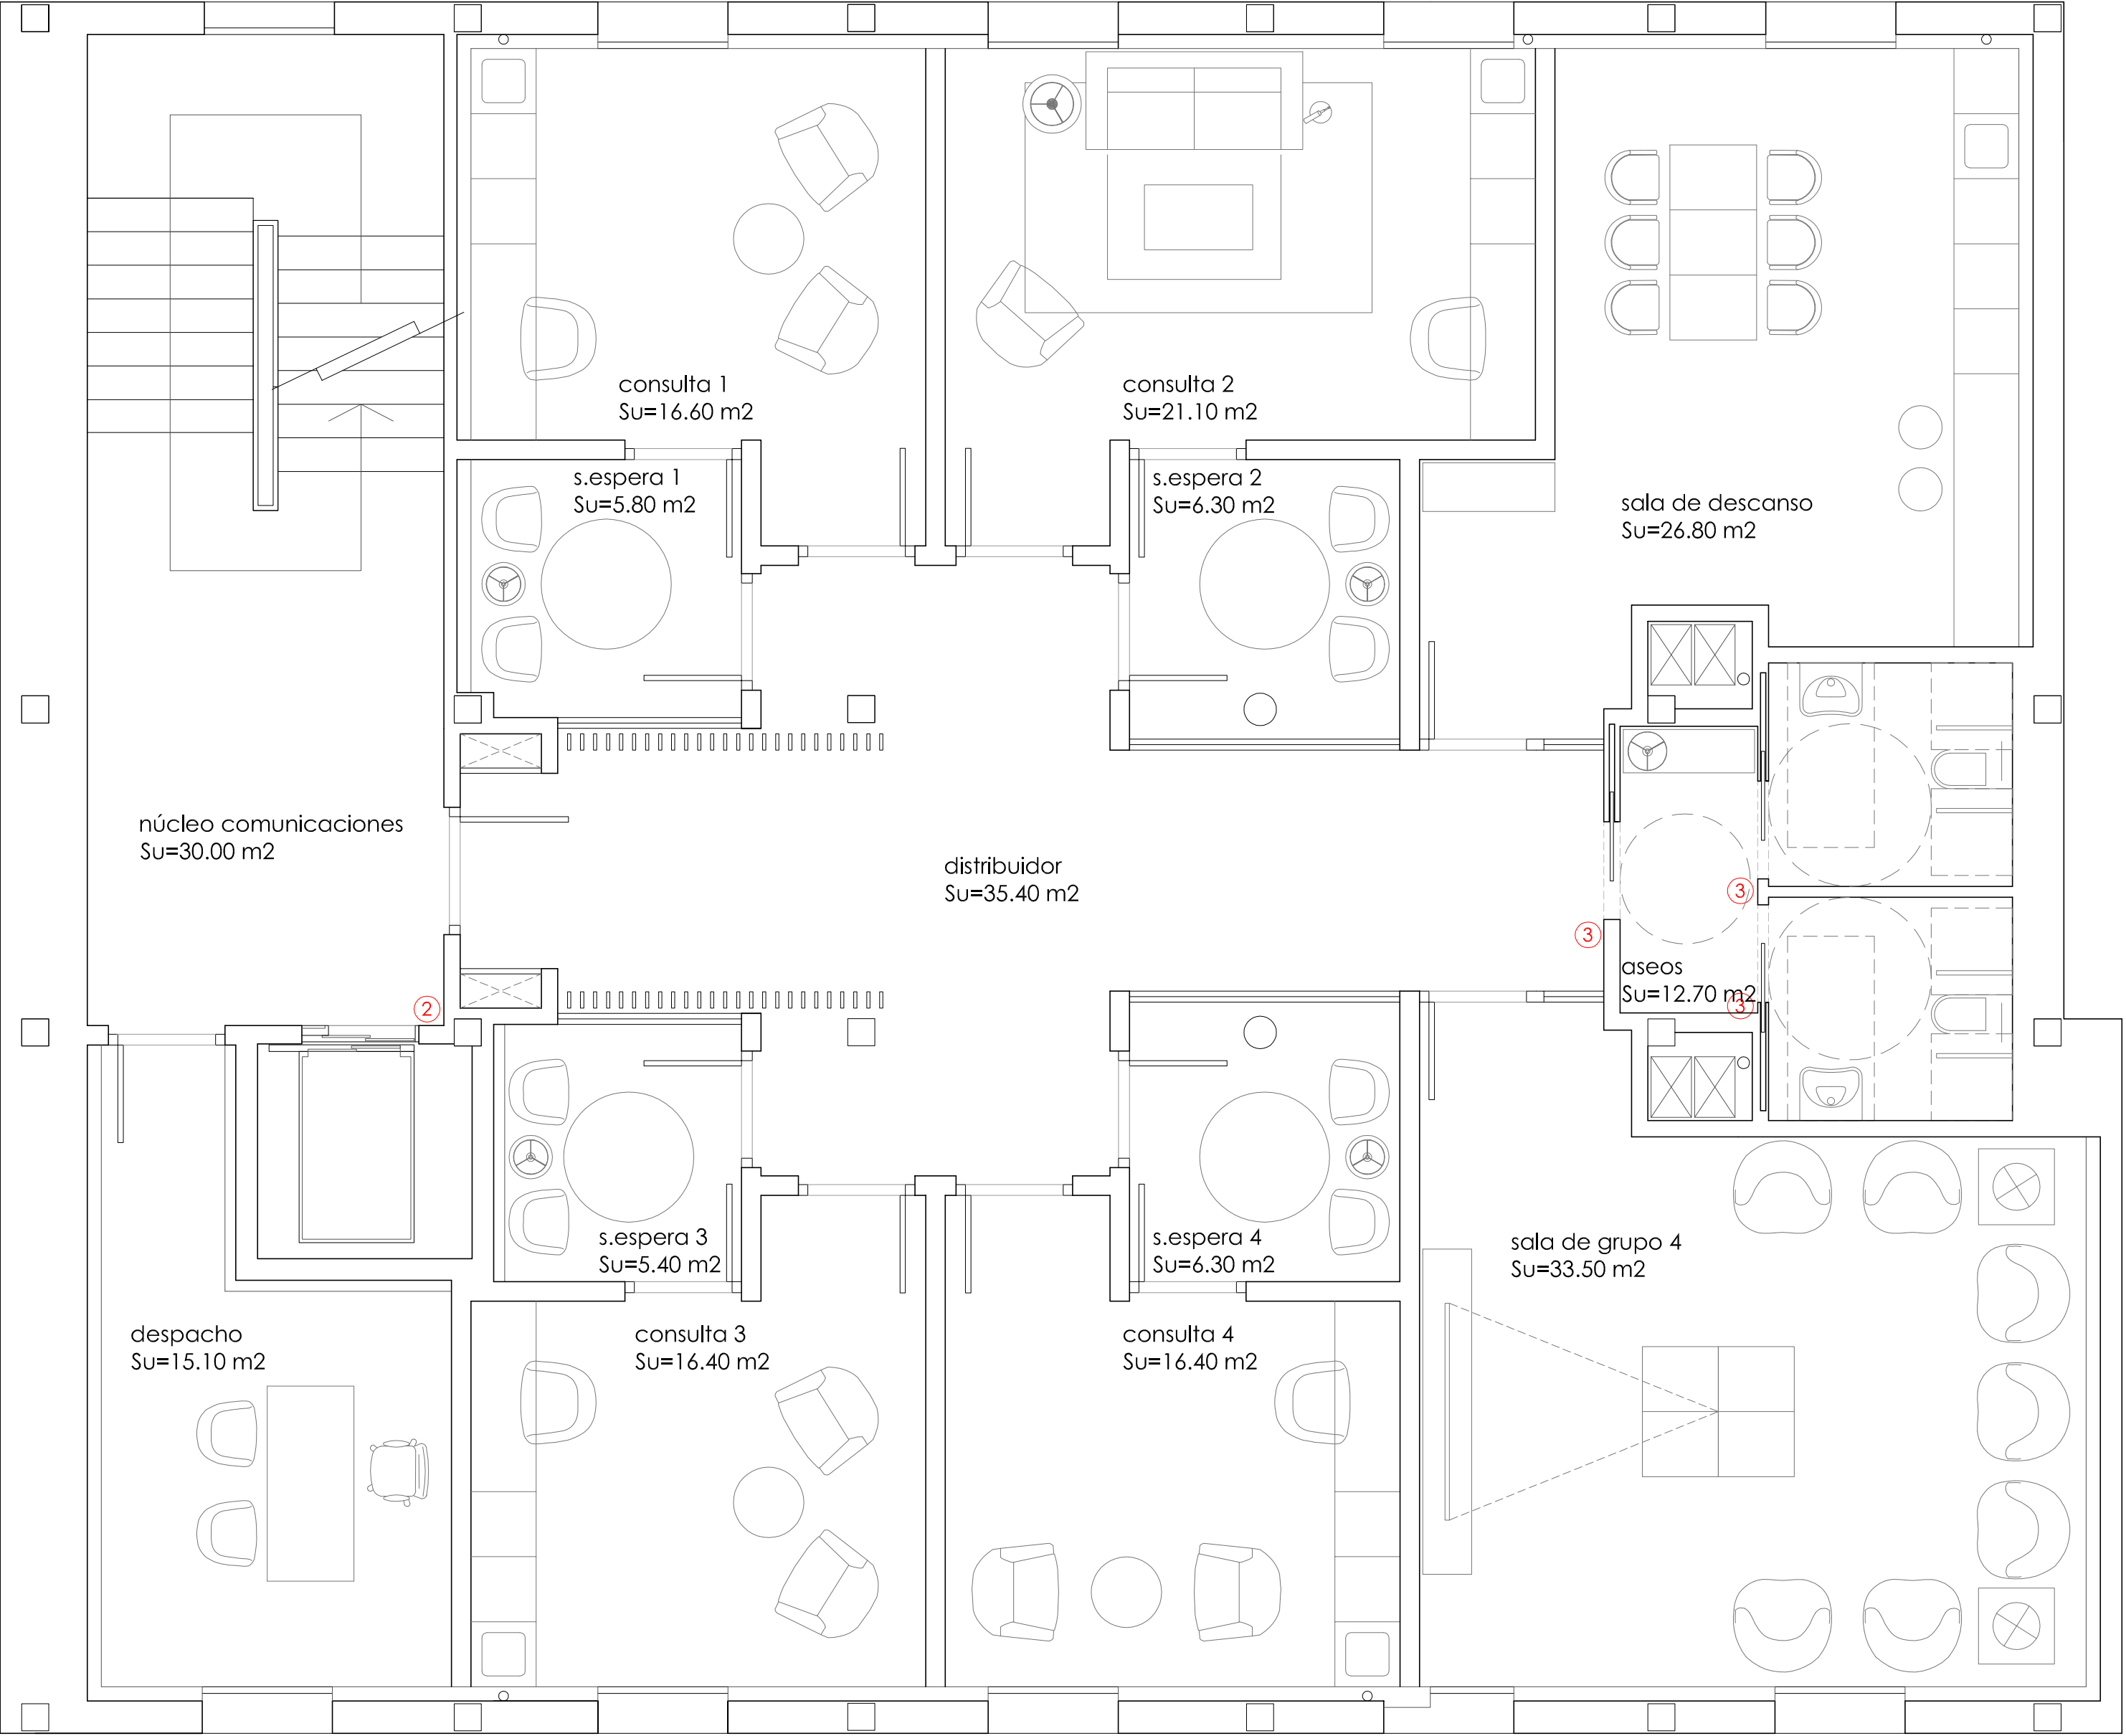 consulta 1
Su=16.60 m2
consulta 2
Su=21.10 m2
s.espera 1
Su=5.80 m2
s.espera 2
Su=6.30 m2
sala de descanso
Su=26.80 m2
núcleo comunicaciones
Su=30.00 m2
distribuidor
Su=35.40 m2
3
3
aseos
Su=12.70 m2
3
2
s.espera 3
Su=5.40 m2
s.espera 4
Su=6.30 m2
sala de grupo 4
Su=33.50 m2
despacho
Su=15.10 m2
consulta 3
Su=16.40 m2
consulta 4
Su=16.40 m2